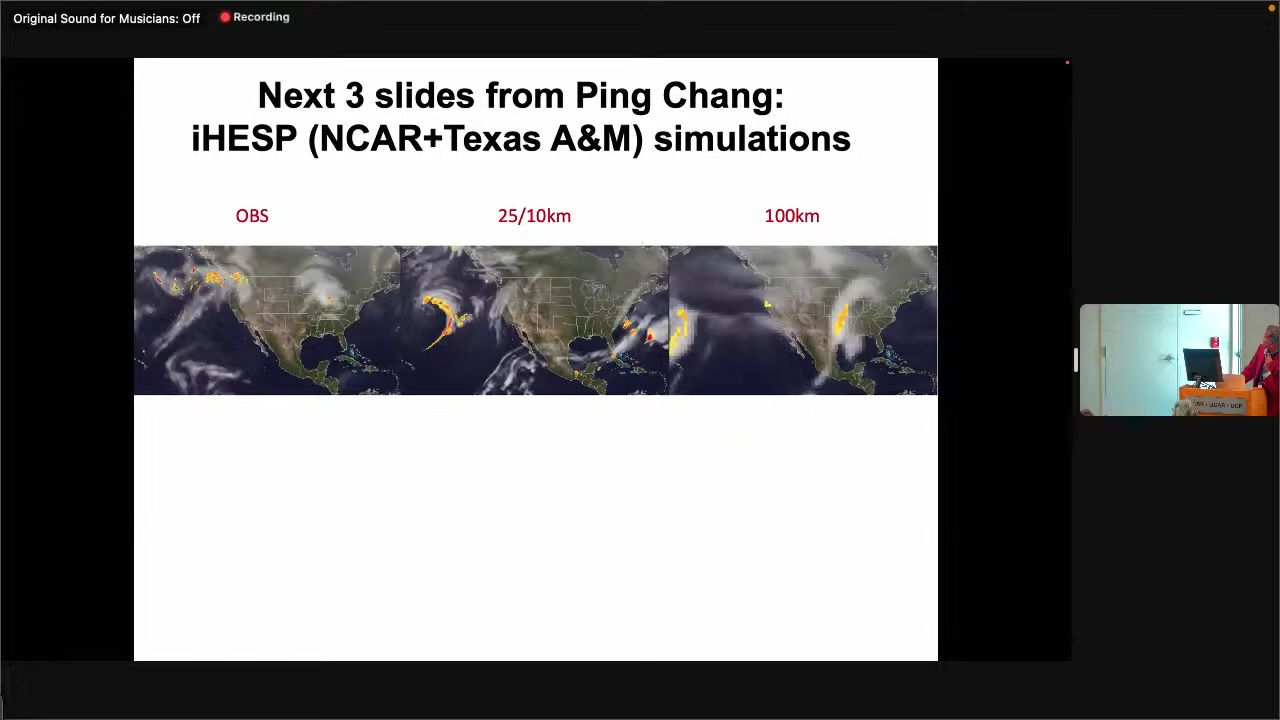 Original Sound for Musicians: Off
Recording
Next 3 slides from Ping Chang:
iHESP (NCAR+Texas A&M) simulations
OBS
25/10km
100km